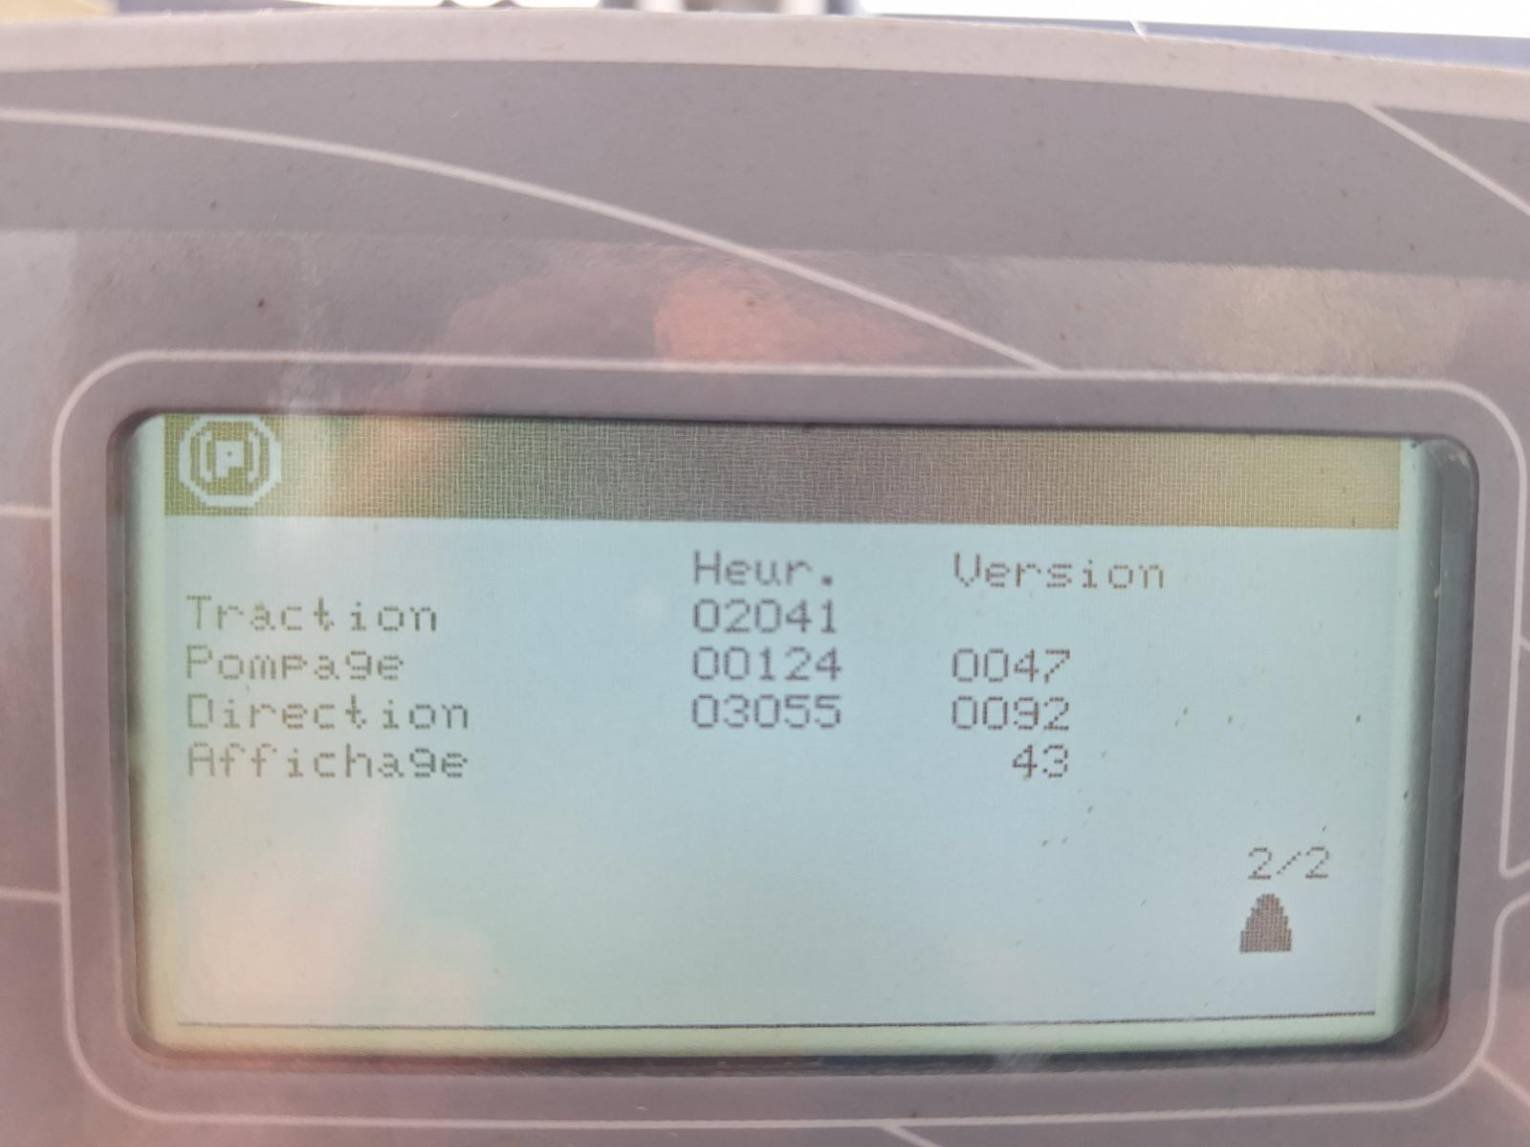 (P)
Heur. Version
Traction 02041
Pompage 00124 0047
Direction 03055 0092
Affichage 43
2/2